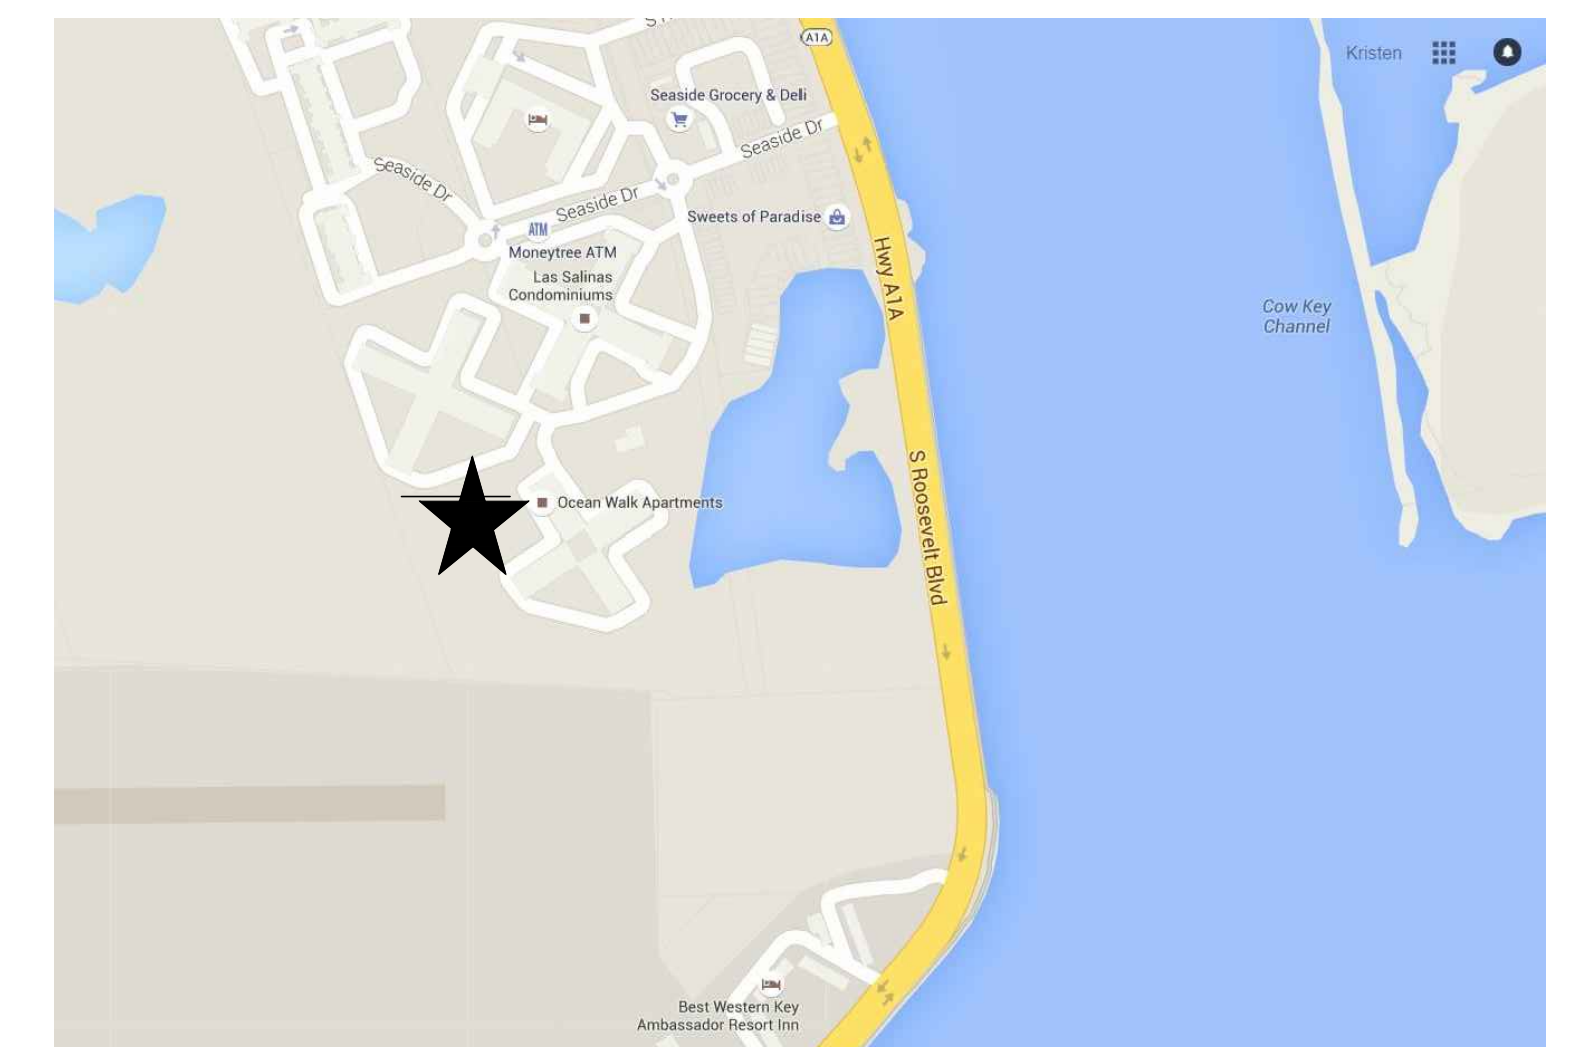 A1A
Kristen
Seaside Grocery & Deli
Seaside Dr
Seaside Dr
Seaside Dr
Sweets of Paradise
ATM
Moneytree ATM
Hwy A1A
Las Salinas
Condominiums
Cow Key
Channel
S Roosevelt Blvd
Ocean Walk Apartments
Best Western Key
Ambassador Resort Inn